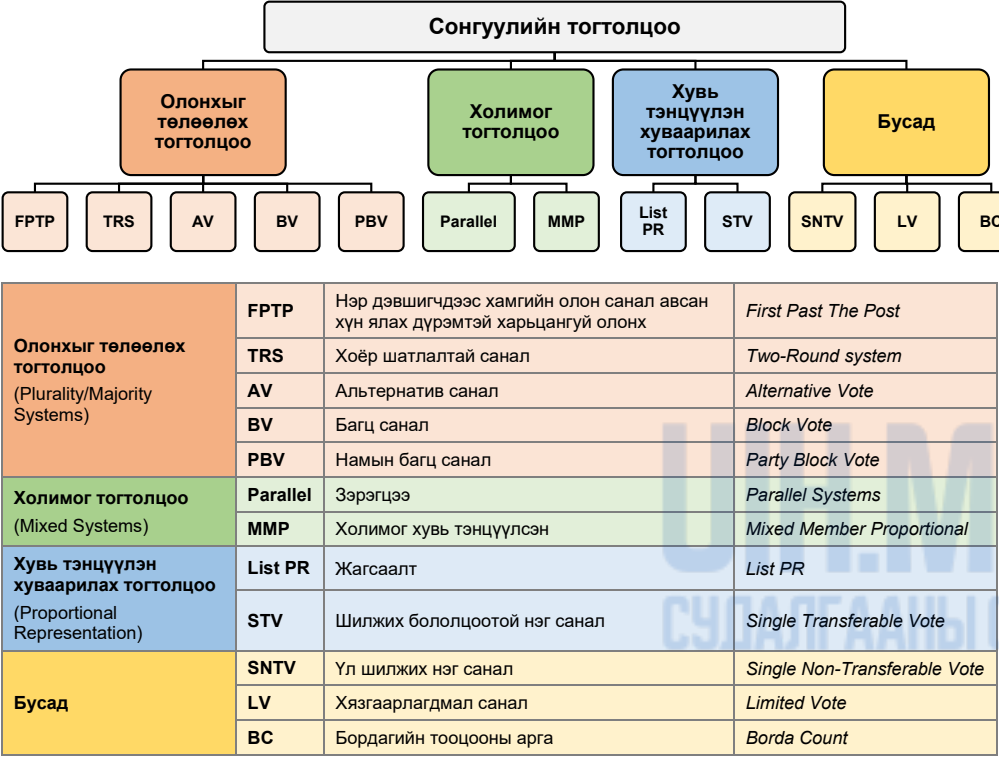 Сонгуулийн тогтолцоо
Олонхыг
төлөөлөх
тогтолцоо
Холимог
тогтолцоо
Хувь
тэнцүүлэн
хуваарилах
тогтолцоо
Бусад
FPTP
TRS
AV
BV
PBV
Parallel
MMP
List
PR
STV
SNTV
LV
BC
Олонхыг төлөөлөх
тогтолцоо
(Plurality/Majority
Systems)
FPTP
Нэр дэвшигчдээс хамгийн олон санал авсан
хүн ялах дүрэмтэй харьцангуй олонх
First Past The Post
TRS
Хоёр шатлалтай санал
Two-Round system
AV
Альтернатив санал
Alternative Vote
BV
Багц санал
Block Vote
PBV
Намын багц санал
Party Block Vote
Холимог тогтолцоо
(Mixed Systems)
Parallel
Зэрэгцээ
Parallel Systems
MMP
Холимог хувь тэнцүүлсэн
Mixed Member Proportional
Хувь тэнцүүлэн
хуваарилах тогтолцоо
(Proportional
Representation)
List PR
Жагсаалт
List PR
STV
Шилжих бололцоотой нэг санал
Single Transferable Vote
Бусад
SNTV
Үл шилжих нэг санал
Single Non-Transferable Vote
LV
Хязгаарлагдмал санал
Limited Vote
BC
Бордагийн тооцооны арга
Borda Count
UIH.M
СУДАЛГААНЫ